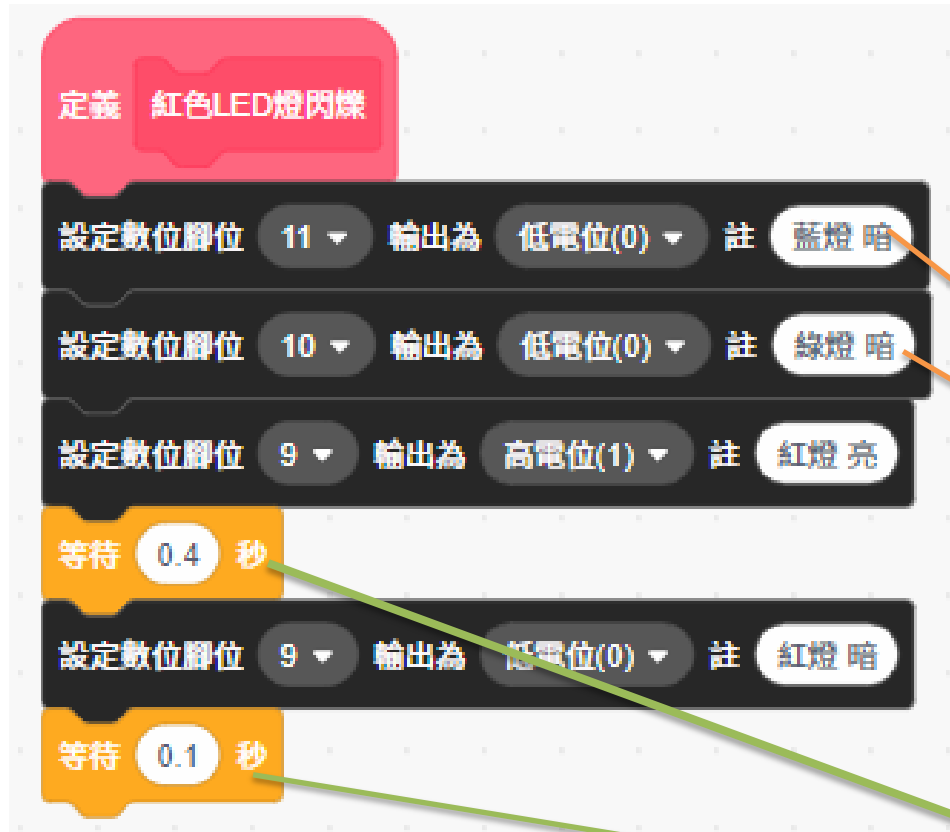 定義 紅色LED燈閃爍
設定數位腳位 11 輸出為 低電位(0) 註 藍燈 暗
設定數位腳位 10 輸出為 低電位(0) 註 綠燈 暗
設定數位腳位 9 輸出為 高電位(1) 註 紅燈 亮
等待 0.4 秒
設定數位腳位 9 輸出為 低電位(0) 註 紅燈 暗
等待 0.1 秒